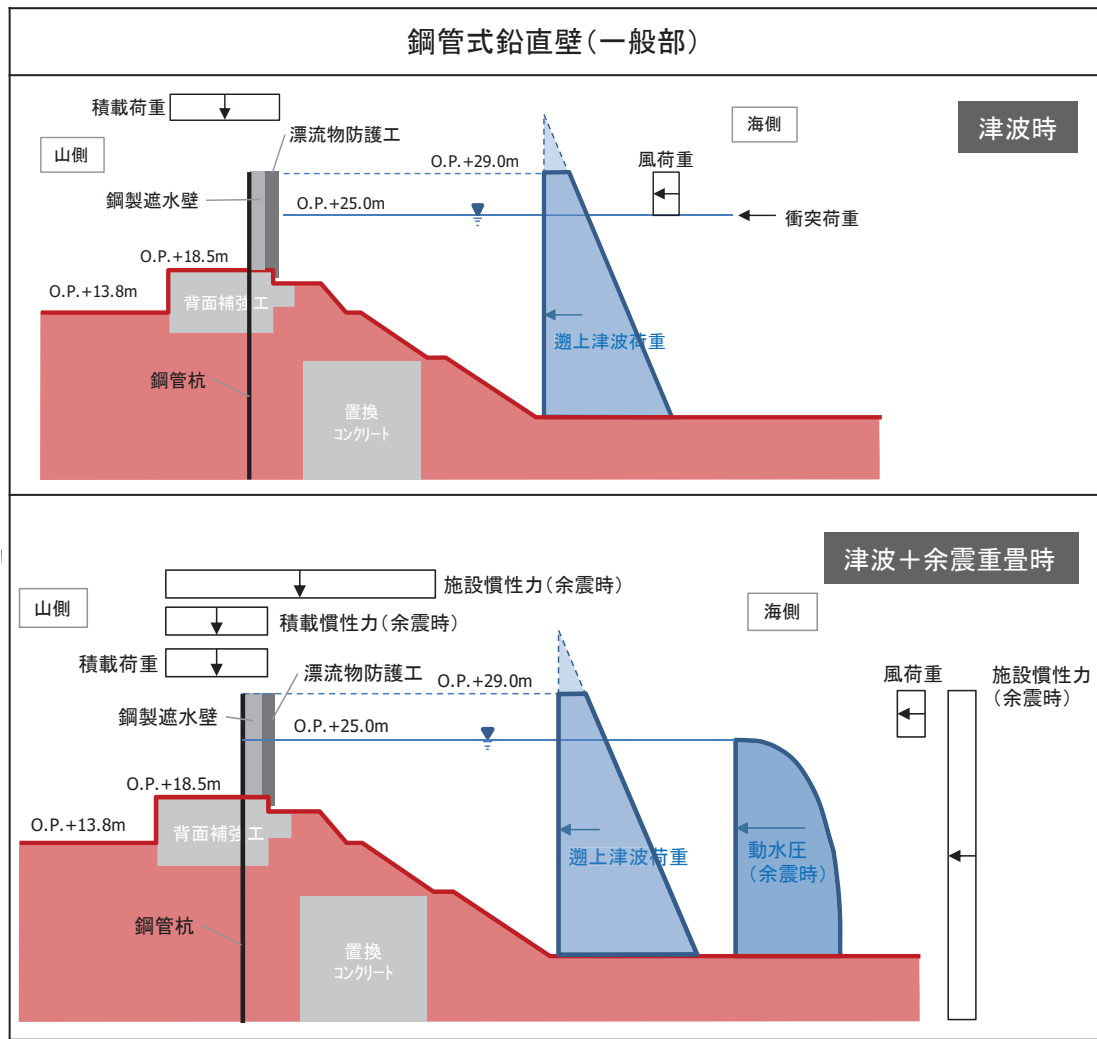 鋼管式鉛直壁(一般部)
津波時
積載荷重
漂流物防護工
海側
山側
O.P.+29.0m
風荷重
鋼製遮水壁
O.P.+25.0m
衝突荷重
O.P.+18.5m
O.P.+13.8m
背面補強工
遡上津波荷重
鋼管杭
置換
コンクリート
津波+余震重畳時
施設慣性力(余震時)
山側
海側
積載慣性力(余震時)
積載荷重
漂流物防護工
風荷重
施設慣性力
(余震時)
O.P.+29.0m
鋼製遮水壁
O.P.+25.0m
O.P.+18.5m
O.P.+13.8m
背面補強工
遡上津波荷重
動水圧
(余震時)
鋼管杭
置換
コンクリート